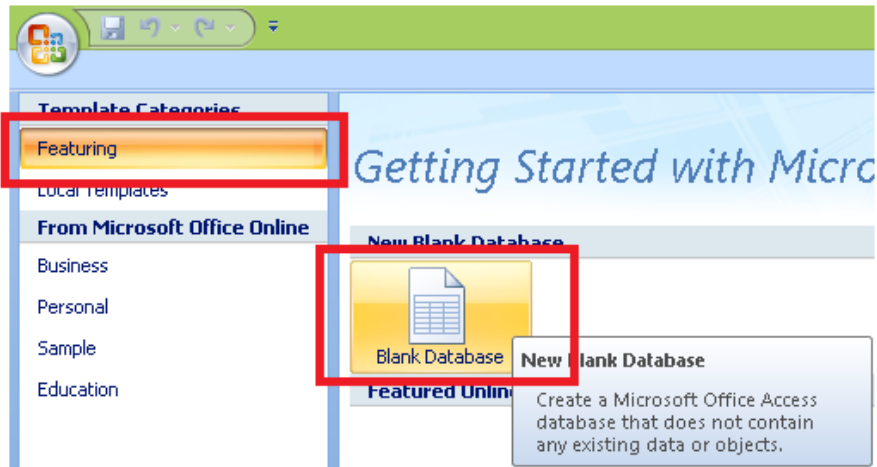 Template Categories
Featuring
Local Templates
From Microsoft Office Online
Business
Personal
Sample
Education
Getting Started with Micro
New Blank Database
Blank Database
Featured Onlin
New Blank Database
Create a Microsoft Office Access
database that does not contain
any existing data or objects.